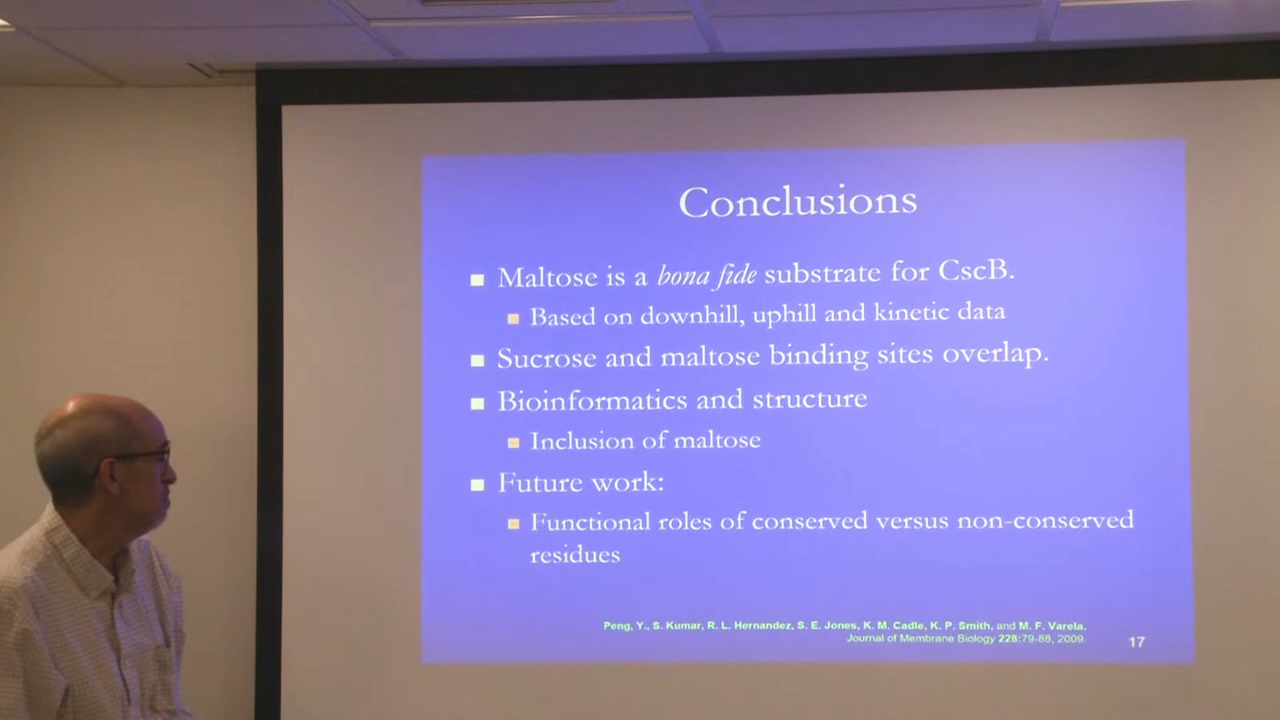 Conclusions
Maltose is a bona fide substrate for CscB.
Based on downhill, uphill and kinetic data
Sucrose and maltose binding sites overlap.
Bioinformatics and structure
Inclusion of maltose
Future work:
Functional roles of conserved versus non-conserved
residues
Peng, Y., S. Kumar, R. L. Hernandez, S. E. Jones, K. M. Cadle, K. P. Smith, and M. F. Varela.
Journal of Membrane Biology 228:79-88, 2009.
17